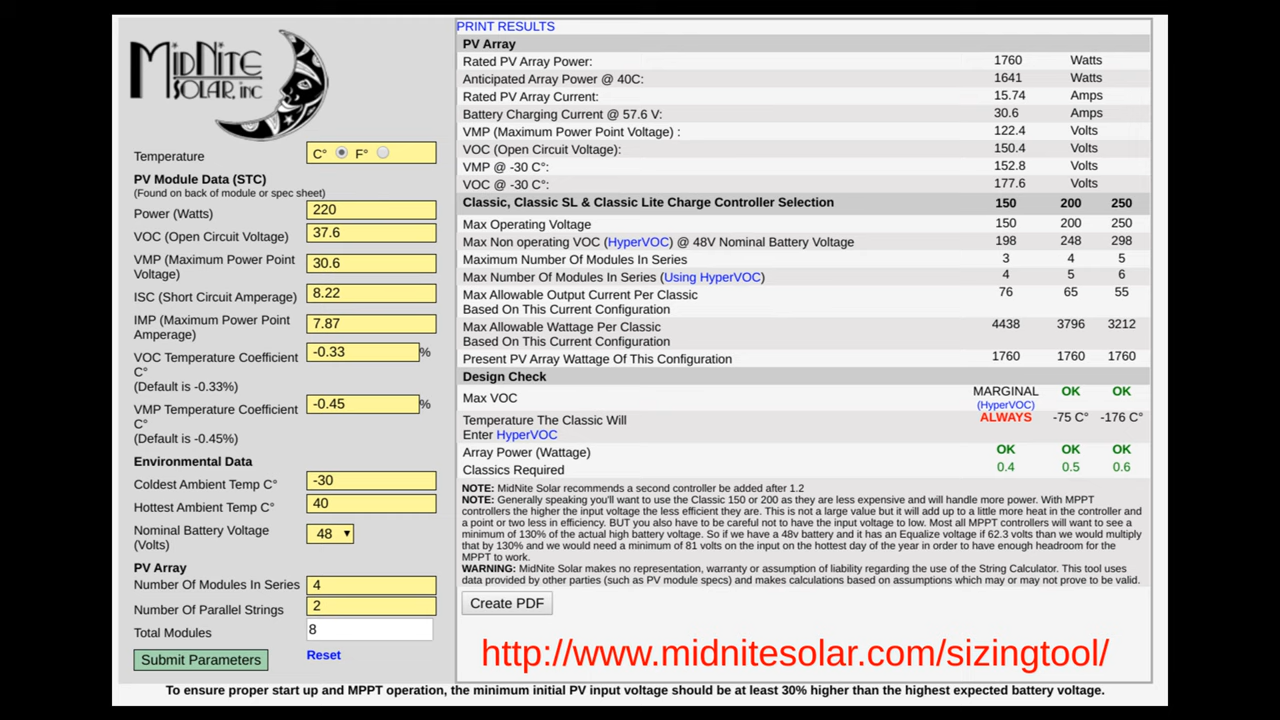 MIDNITE
SOLAR, INC
Temperature
C° F°
PV Module Data (STC)
(Found on back of module or spec sheet)
Power (Watts) 220
VOC (Open Circuit Voltage) 37.6
VMP (Maximum Power Point
Voltage) 30.6
ISC (Short Circuit Amperage) 8.22
IMP (Maximum Power Point
Amperage) 7.87
VOC Temperature Coefficient -0.33 %
C°
(Default is -0.33%)
VMP Temperature Coefficient -0.45 %
C°
(Default is -0.45%)
Environmental Data
Coldest Ambient Temp C° -30
Hottest Ambient Temp C° 40
Nominal Battery Voltage 48
(Volts)
PV Array
Number Of Modules In Series 4
Number Of Parallel Strings 2
Total Modules 8
Submit Parameters Reset
PRINT RESULTS
PV Array
Rated PV Array Power: 1760 Watts
Anticipated Array Power @ 40C: 1641 Watts
Rated PV Array Current: 15.74 Amps
Battery Charging Current @ 57.6 V: 30.6 Amps
VMP (Maximum Power Point Voltage) : 122.4 Volts
VOC (Open Circuit Voltage): 150.4 Volts
VMP @ -30 C°: 152.8 Volts
VOC @ -30 C°: 177.6 Volts
Classic, Classic SL & Classic Lite Charge Controller Selection 150 200 250
Max Operating Voltage 150 200 250
Max Non operating VOC (HyperVOC) @ 48V Nominal Battery Voltage 198 248 298
Maximum Number Of Modules In Series 3 4 5
Max Number Of Modules In Series (Using HyperVOC) 4 5 6
Max Allowable Output Current Per Classic 76 65 55
Based On This Current Configuration
Max Allowable Wattage Per Classic 4438 3796 3212
Based On This Current Configuration
Present PV Array Wattage Of This Configuration 1760 1760 1760
Design Check
Max VOC MARGINAL OK OK
(HyperVOC)
Temperature The Classic Will ALWAYS -75 C° -176 C°
Enter HyperVOC
Array Power (Wattage) OK OK OK
Classics Required 0.4 0.5 0.6
NOTE: MidNite Solar recommends a second controller be added after 1.2
NOTE: Generally speaking you'll want to use the Classic 150 or 200 as they are less expensive and will handle more power. With MPPT
controllers the higher the input voltage the less efficient they are. This is not a large value but it will add up to a little more heat in the controller and
a point or two less in efficiency. BUT you also have to be careful not to have the input voltage to low. Most all MPPT controllers will want to see a
minimum of 130% of the actual high battery voltage. So if we have a 48v battery and it has an Equalize voltage if 62.3 volts than we would multiply
that by 130% and we would need a minimum of 81 volts on the input on the hottest day of the year in order to have enough headroom for the
MPPT to work.
WARNING: MidNite Solar makes no representation, warranty or assumption of liability regarding the use of the String Calculator. This tool uses
data provided by other parties (such as PV module specs) and makes calculations based on assumptions which may or may not prove to be valid.
Create PDF
http://www.midnitesolar.com/sizingtool/
To ensure proper start up and MPPT operation, the minimum initial PV input voltage should be at least 30% higher than the highest expected battery voltage.